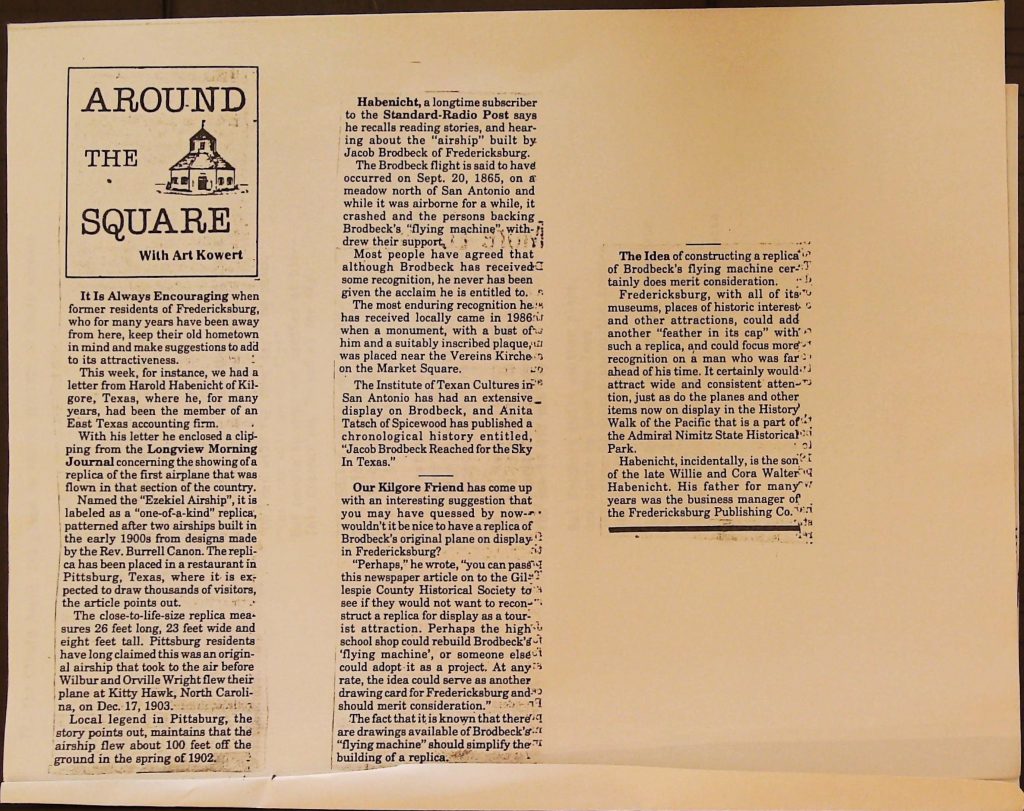 AROUND
THE
SQUARE
With Art Kowert
It Is Always Encouraging when
former residents of Fredericksburg,
who for many years have been away
from here, keep their old hometown
in mind and make suggestions to add
to its attractiveness.
This week, for instance, we had a
letter from Harold Habenicht of Kil-
gore, Texas, where he, for many
years, had been the member of an
East Texas accounting firm.
With his letter he enclosed a clip-
ping from the Longview Morning
Journal concerning the showing of a
replica of the first airplane that was
flown in that section of the country.
Named the "Ezekiel Airship", it is
labeled as a "one-of-a-kind" replica,
patterned after two airships built in
the early 1900s from designs made
by the Rev. Burrell Canon. The repli-
ca has been placed in a restaurant in
Pittsburg, Texas, where it is ex-
pected to draw thousands of visitors,
the article points out.
The close-to-life-size replica mea-
sures 26 feet long, 23 feet wide and
eight feet tall. Pittsburg residents
have long claimed this was an origin-
al airship that took to the air before
Wilbur and Orville Wright flew their
plane at Kitty Hawk, North Caroli-
na, on Dec. 17, 1903.
Local legend in Pittsburg, the
story points out, maintains that the
airship flew about 100 feet off the
ground in the spring of 1902.
Habenicht, a longtime subscriber
to the Standard-Radio Post says
he recalls reading stories, and hear-
ing about the "airship" built by
Jacob Brodbeck of Fredericksburg.
The Brodbeck flight is said to have
occurred on Sept. 20, 1865, on a
meadow north of San Antonio and
while it was airborne for a while, it
crashed and the persons backing
Brodbeck's "flying machine" with-
drew their support.
Most people have agreed that
although Brodbeck has received
some recognition, he never has been
given the acclaim he is entitled to.
The most enduring recognition he
has received locally came in 1986
when a monument, with a bust of
him and a suitably inscribed plaque,
was placed near the Vereins Kirche
on the Market Square.
The Institute of Texan Cultures in
San Antonio has had an extensive
display on Brodbeck, and Anita
Tatsch of Spicewood has published a
chronological history entitled,
"Jacob Brodbeck Reached for the Sky
In Texas."
Our Kilgore Friend has come up
with an interesting suggestion that
you may have quessed by now—
wouldn't it be nice to have a replica of
Brodbeck's original plane on display
in Fredericksburg?
"Perhaps," he wrote, "you can pass
this newspaper article on to the Gil-
lespie County Historical Society to
see if they would not want to recon-
struct a replica for display as a tour-
ist attraction. Perhaps the high
school shop could rebuild Brodbeck's
'flying machine', or someone else
could adopt it as a project. At any
rate, the idea could serve as another
drawing card for Fredericksburg and
should merit consideration."
The fact that it is known that there
are drawings available of Brodbeck's
"flying machine" should simplify the
building of a replica.
The Idea of constructing a replica
of Brodbeck's flying machine cer-
tainly does merit consideration.
Fredericksburg, with all of its
museums, places of historic interest
and other attractions, could add
another "feather in its cap" with
such a replica, and could focus more
recognition on a man who was far
ahead of his time. It certainly would
attract wide and consistent atten-
tion, just as do the planes and other
items now on display in the History
Walk of the Pacific that is a part of
the Admiral Nimitz State Historical
Park.
Habenicht, incidentally, is the son
of the late Willie and Cora Walter
Habenicht. His father for many
years was the business manager of
the Fredericksburg Publishing Co.